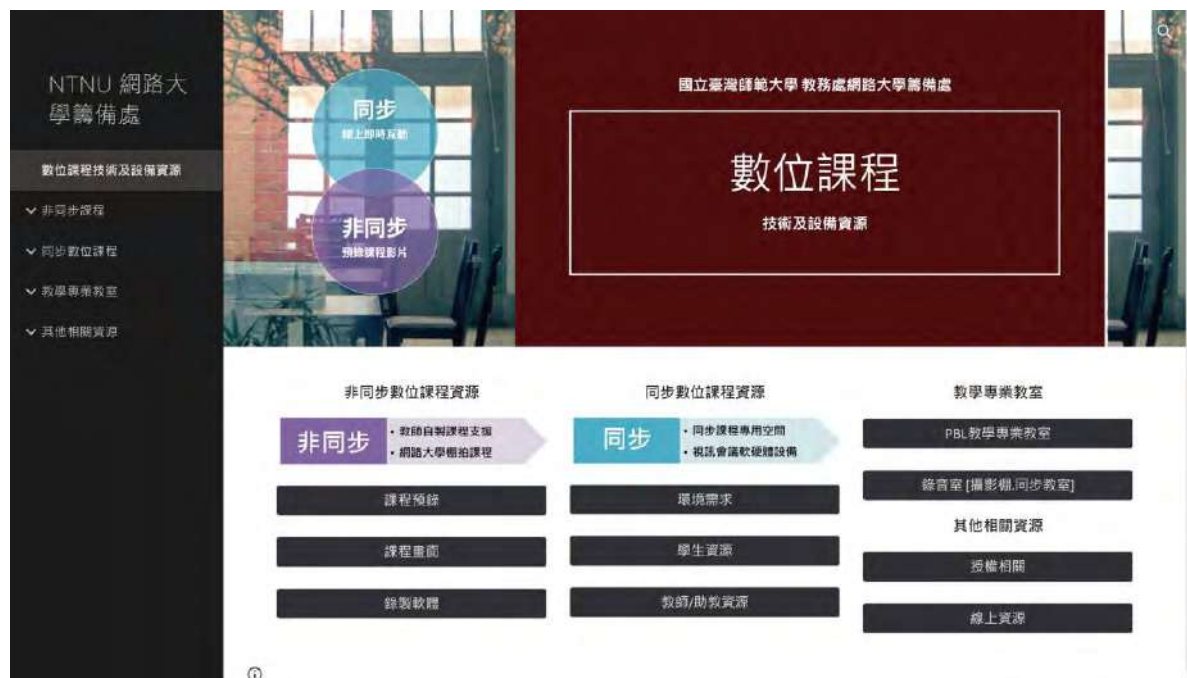 NTNU 網路大
學籌備處
數位課程技術及設備資源
非同步課程
同步數位課程
教學專業教室
其他相關資源
同步
線上即時互動
非同步
預錄課程影片
國立臺灣師範大學 教務處網路大學籌備處
數位課程
技術及設備資源
非同步數位課程資源
非同步
• 教師自製課程支援
• 網路大學棚拍課程
課程預錄
課程畫面
錄製軟體
同步數位課程資源
同步
• 同步課程專用空間
• 視訊會議軟硬體設備
環境需求
學生資源
教師/助教資源
教學專業教室
PBL教學專業教室
錄音室 [攝影棚.同步教室]
其他相關資源
授權相關
線上資源